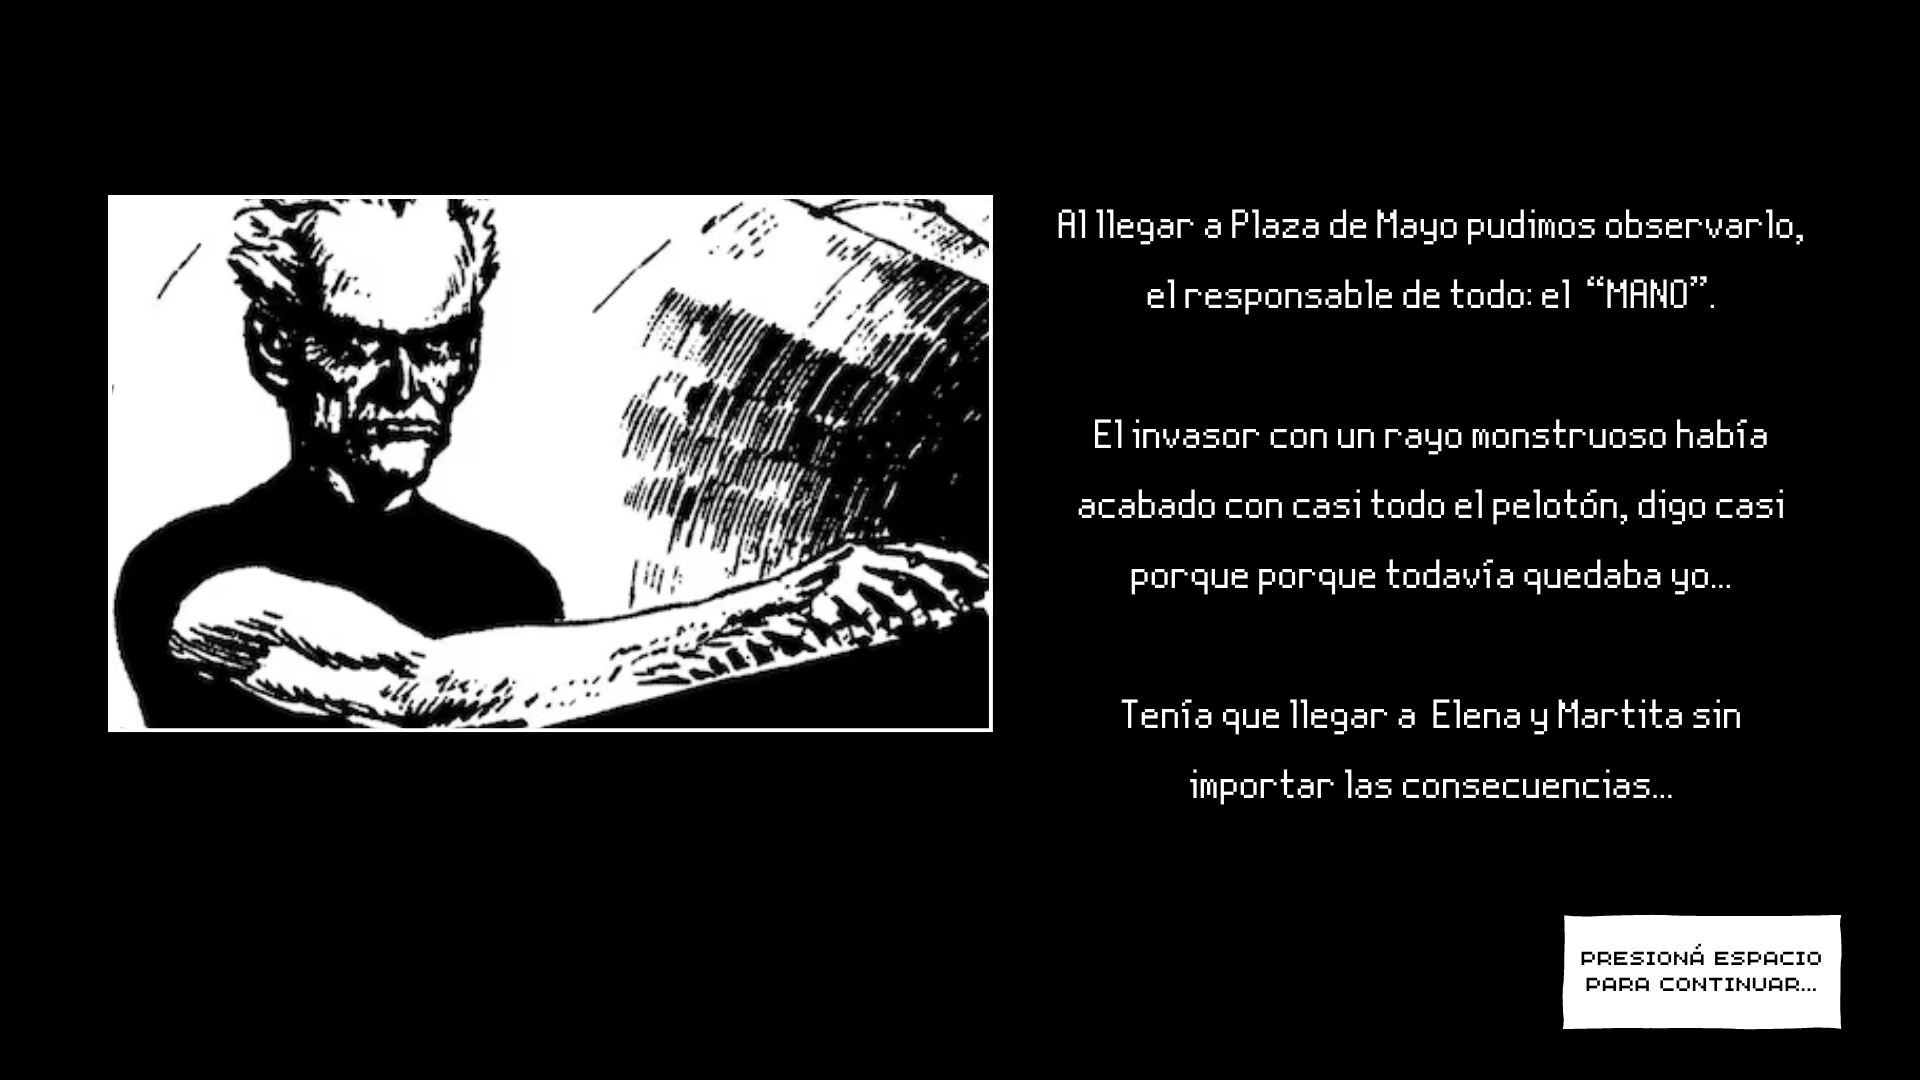 Al llegar a Plaza de Mayo pudimos observarlo,
el responsable de todo: el “MANO”.
El invasor con un rayo monstruoso había
acabado con casi todo el pelotón, digo casi
porque porque todavía quedaba yo...
Tenía que llegar a Elena y Martita sin
importar las consecuencias...
PRESIONÁ ESPACIO
PARA CONTINUAR...